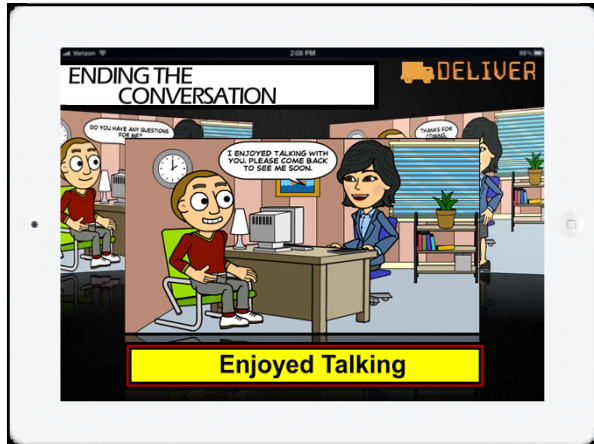 Verizon 2:08 PM
ENDING THE
CONVERSATION
DELIVER
DO YOU HAVE ANY QUESTIONS
FOR ME?
I ENJOYED TALKING WITH
YOU. PLEASE COME BACK
TO SEE ME SOON.
THANKS FOR
COMING.
Enjoyed Talking